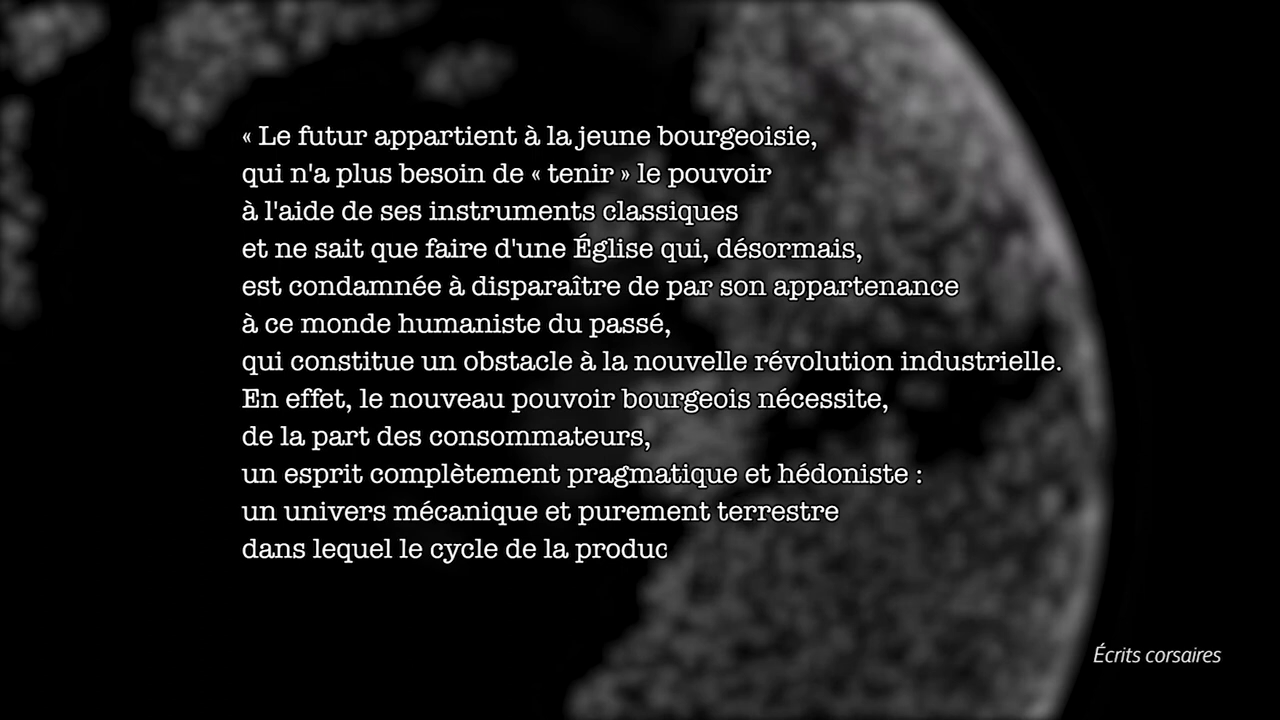 « Le futur appartient à la jeune bourgeoisie,
qui n'a plus besoin de « tenir » le pouvoir
à l'aide de ses instruments classiques
et ne sait que faire d'une Église qui, désormais,
est condamnée à disparaître de par son appartenance
à ce monde humaniste du passé,
qui constitue un obstacle à la nouvelle révolution industrielle.
En effet, le nouveau pouvoir bourgeois nécessite,
de la part des consommateurs,
un esprit complètement pragmatique et hédoniste :
un univers mécanique et purement terrestre
dans lequel le cycle de la produc
Écrits corsaires